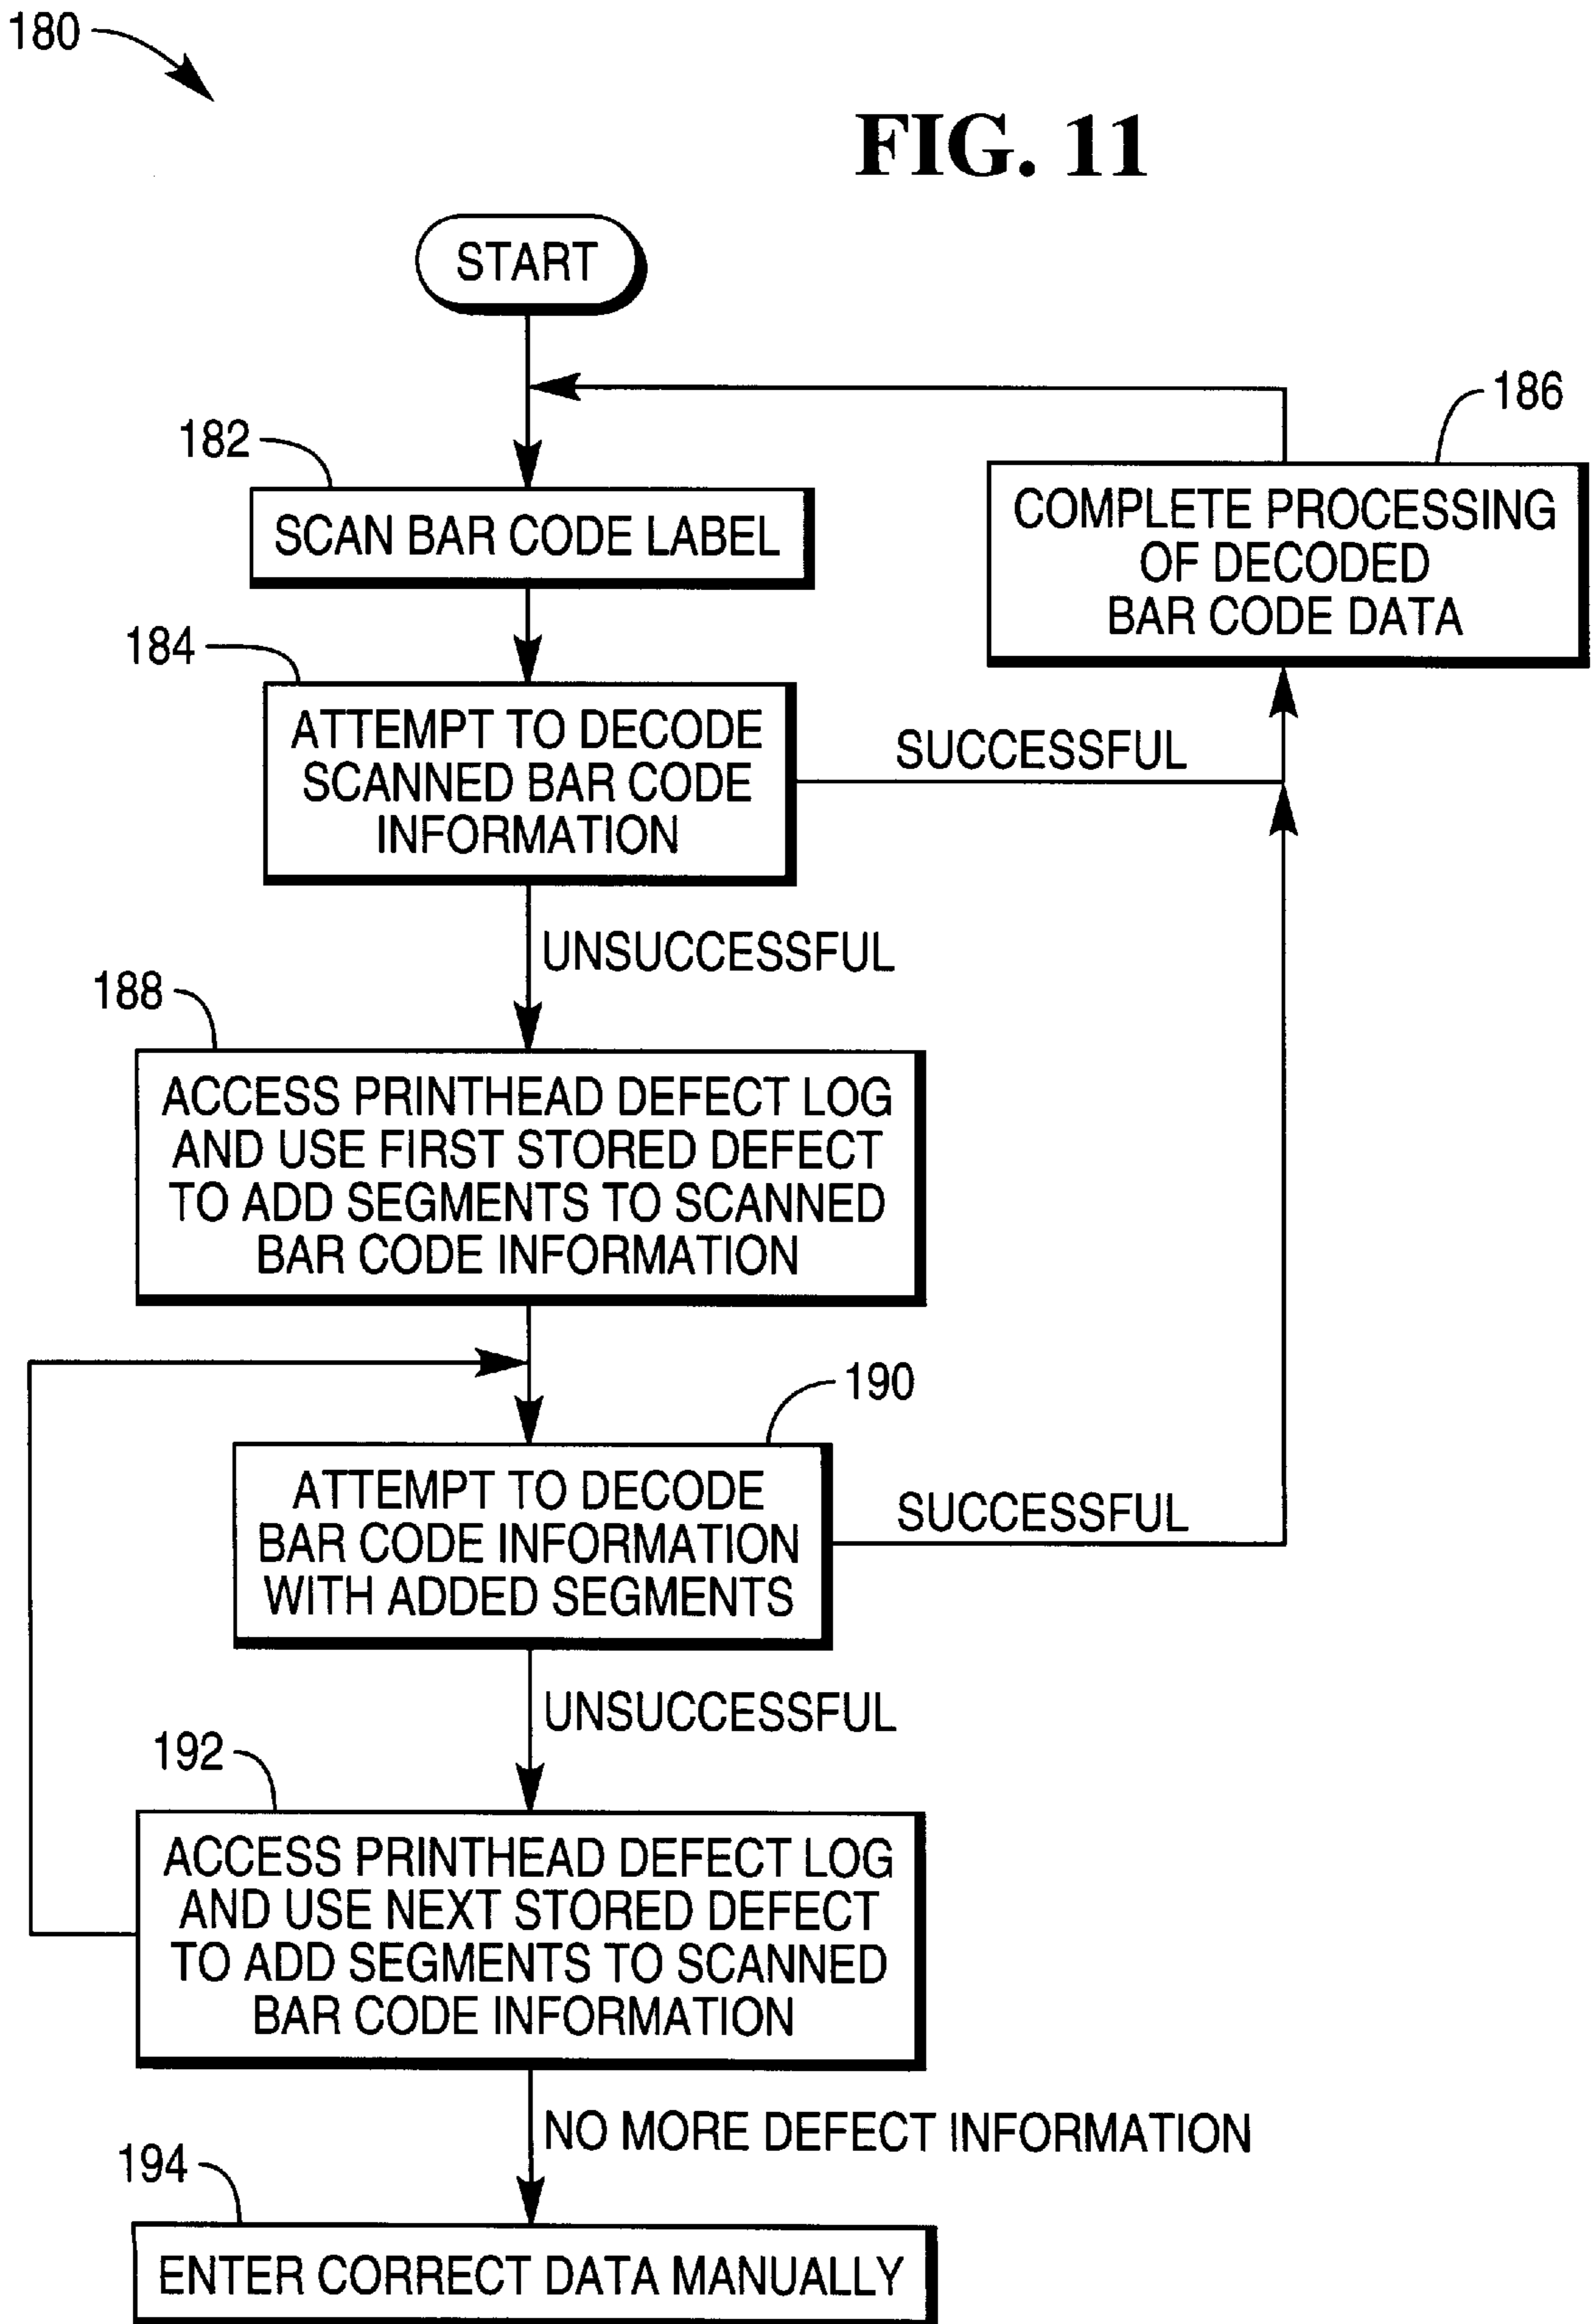 180
FIG. 11
START
186
182
SCAN BAR CODE LABEL
COMPLETE PROCESSING
OF DECODED
BAR CODE DATA
184
ATTEMPT TO DECODE
SCANNED BAR CODE
INFORMATION
SUCCESSFUL
UNSUCCESSFUL
188
ACCESS PRINTHEAD DEFECT LOG
AND USE FIRST STORED DEFECT
TO ADD SEGMENTS TO SCANNED
BAR CODE INFORMATION
190
ATTEMPT TO DECODE
BAR CODE INFORMATION
WITH ADDED SEGMENTS
SUCCESSFUL
UNSUCCESSFUL
192
ACCESS PRINTHEAD DEFECT LOG
AND USE NEXT STORED DEFECT
TO ADD SEGMENTS TO SCANNED
BAR CODE INFORMATION
NO MORE DEFECT INFORMATION
194
ENTER CORRECT DATA MANUALLY